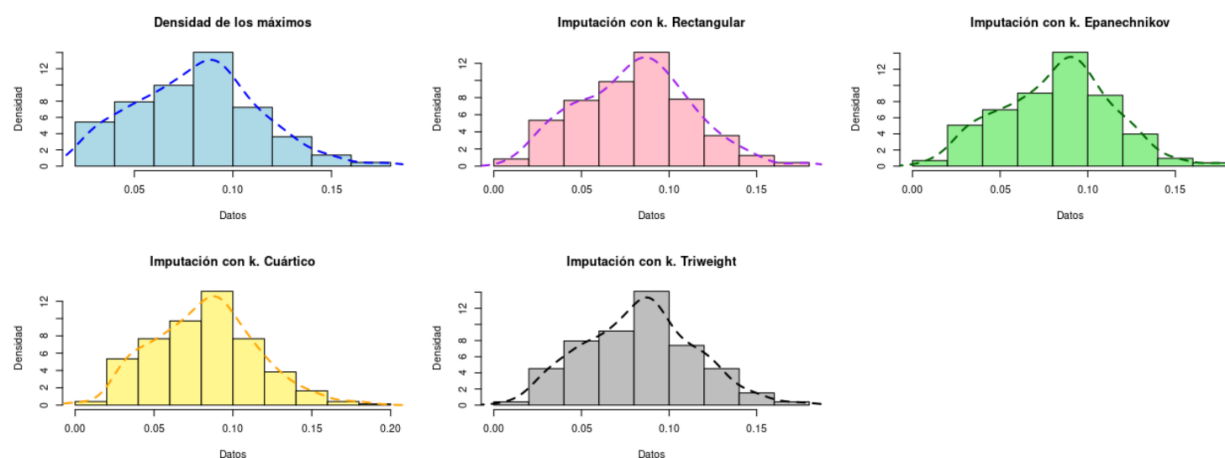 Densidad de los máximos
Densidad
0 2 4 6 8 12
0.05 0.10 0.15
Datos
Imputación con k. Rectangular
Densidad
0 2 4 6 8 12
0.00 0.05 0.10 0.15
Datos
Imputación con k. Epanechnikov
Densidad
0 2 4 6 8 12
0.00 0.05 0.10 0.15
Datos
Imputación con k. Cuártico
Densidad
0 2 4 6 8 12
0.00 0.05 0.10 0.15 0.20
Datos
Imputación con k. Triweight
Densidad
0 2 4 6 8 12
0.00 0.05 0.10 0.15
Datos